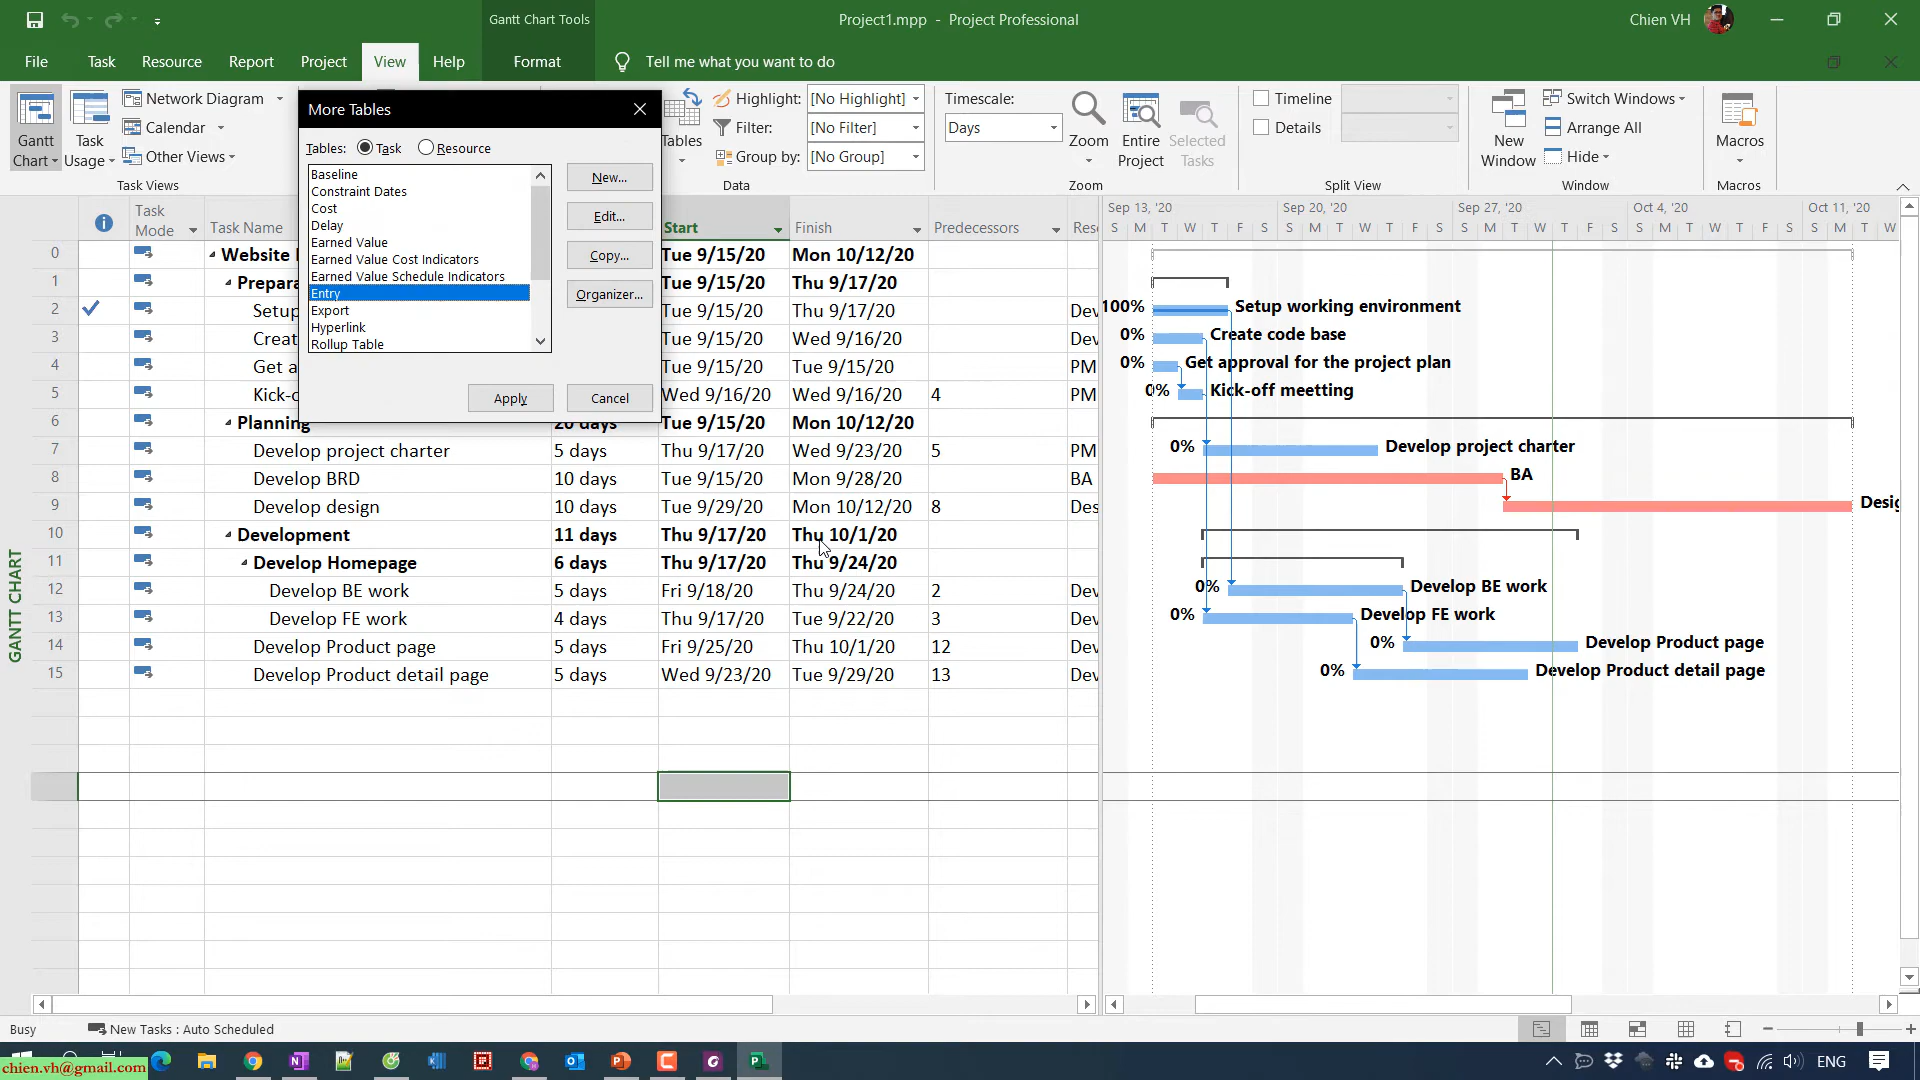 Gantt Chart Tools
Project1.mpp - Project Professional
Chien VH
File
Task
Resource
Report
Project
View
Help
Format
Tell me what you want to do
Gantt
Chart
Task
Usage
Network Diagram
Calendar
Other Views
Task Views
Tables
Highlight:
[No Highlight]
Filter:
[No Filter]
Group by:
[No Group]
Data
Timescale:
Days
Zoom
Entire
Project
Selected
Tasks
Zoom
Timeline
Details
Split View
New
Window
Switch Windows
Arrange All
Hide
Window
Macros
Macros
More Tables
Tables:
Task
Resource
Baseline
Constraint Dates
Cost
Delay
Earned Value
Earned Value Cost Indicators
Earned Value Schedule Indicators
Entry
Export
Hyperlink
Rollup Table
New...
Edit...
Copy...
Organizer...
Apply
Cancel
Task
Mode
Task Name
Start
Finish
Predecessors
Res
Sep 13, '20
Sep 20, '20
Sep 27, '20
Oct 4, '20
Oct 11, '20
S M T W T F S S M T W T F S S M T W T F S S M T W T F S S M T W
0 Website Tue 9/15/20 Mon 10/12/20
1 Prepara Tue 9/15/20 Thu 9/17/20
2 Setup Tue 9/15/20 Thu 9/17/20 Dev
3 Creat Tue 9/15/20 Wed 9/16/20 Dev
4 Get a Tue 9/15/20 Tue 9/15/20 PM
5 Kick-o Wed 9/16/20 Wed 9/16/20 4 PM
6 Planning 20 days Tue 9/15/20 Mon 10/12/20
7 Develop project charter 5 days Thu 9/17/20 Wed 9/23/20 5 PM
8 Develop BRD 10 days Tue 9/15/20 Mon 9/28/20 BA
9 Develop design 10 days Tue 9/29/20 Mon 10/12/20 8 Des
10 Development 11 days Thu 9/17/20 Thu 10/1/20
11 Develop Homepage 6 days Thu 9/17/20 Thu 9/24/20
12 Develop BE work 5 days Fri 9/18/20 Thu 9/24/20 2 Dev
13 Develop FE work 4 days Thu 9/17/20 Tue 9/22/20 3 Dev
14 Develop Product page 5 days Fri 9/25/20 Thu 10/1/20 12 Dev
15 Develop Product detail page 5 days Wed 9/23/20 Tue 9/29/20 13 Dev
100% Setup working environment
0% Create code base
0% Get approval for the project plan
0% Kick-off meetting
0% Develop project charter
BA
Desig
0% Develop BE work
0% Develop FE work
0% Develop Product page
0% Develop Product detail page
GANTT CHART
Busy
New Tasks : Auto Scheduled
chien.vh@gmail.com
ENG